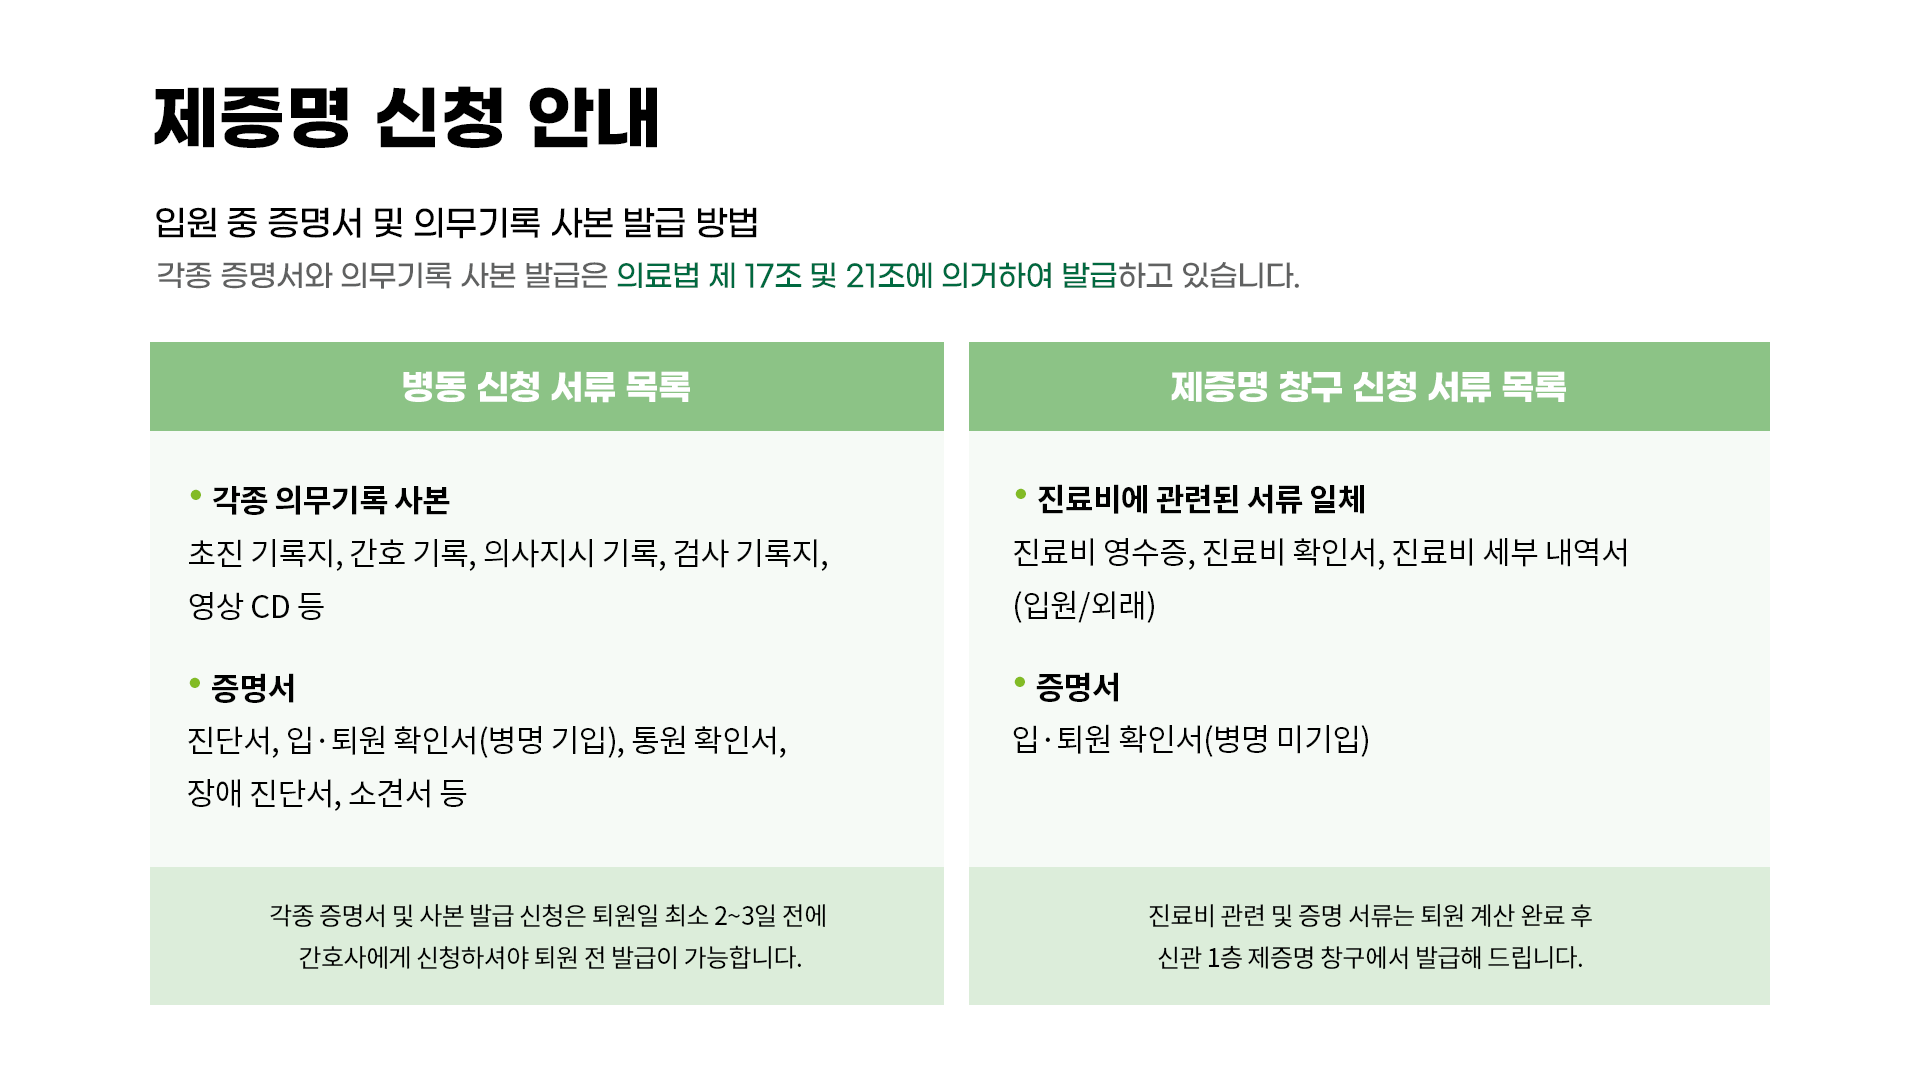 제증명 신청 안내
입원 중 증명서 및 의무기록 사본 발급 방법
각종 증명서와 의무기록 사본 발급은 의료법 제 17조 및 21조에 의거하여 발급하고 있습니다.
병동 신청 서류 목록
• 각종 의무기록 사본
초진 기록지, 간호 기록, 의사지시 기록, 검사 기록지,
영상 CD 등
• 증명서
진단서, 입·퇴원 확인서(병명 기입), 통원 확인서,
장애 진단서, 소견서 등
각종 증명서 및 사본 발급 신청은 퇴원일 최소 2~3일 전에
간호사에게 신청하셔야 퇴원 전 발급이 가능합니다.
제증명 창구 신청 서류 목록
• 진료비에 관련된 서류 일체
진료비 영수증, 진료비 확인서, 진료비 세부 내역서
(입원/외래)
• 증명서
입·퇴원 확인서(병명 미기입)
진료비 관련 및 증명 서류는 퇴원 계산 완료 후
신관 1층 제증명 창구에서 발급해 드립니다.